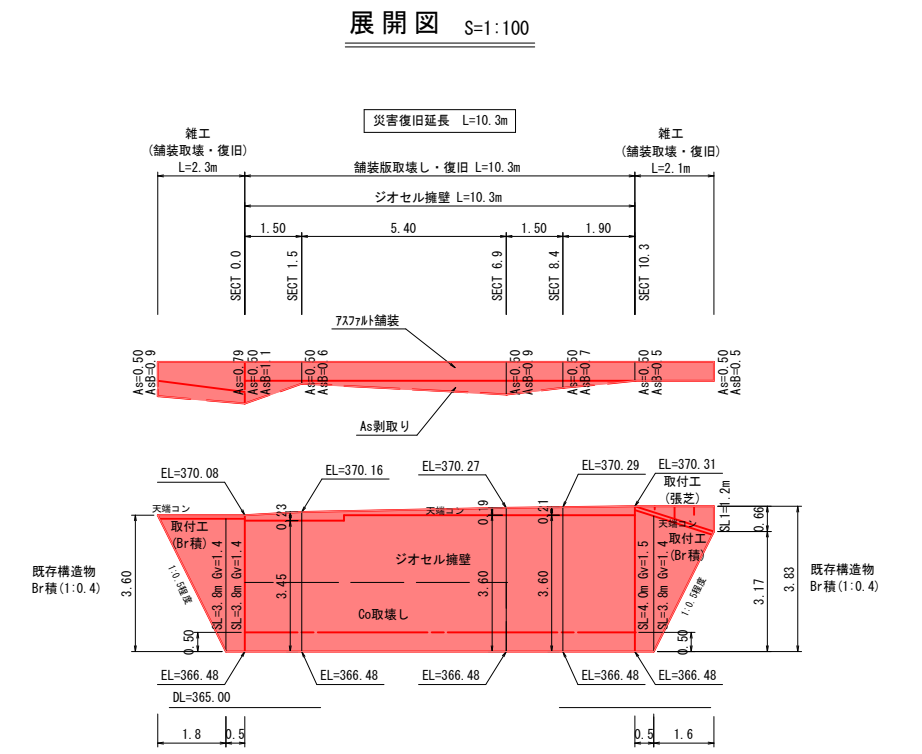 展開図 S=1:100
災害復旧延長 L=10.3m
雑工
(舗装取壊・復旧)
L=2.3m
舗装版取壊し・復旧 L=10.3m
雑工
(舗装取壊・復旧)
L=2.1m
ジオセル擁壁 L=10.3m
1.50
5.40
1.50
1.90
SECT 0.0
SECT 1.5
SECT 6.9
SECT 8.4
SECT 10.3
アスファルト舗装
As=0.50
AsB=0.9
As=0.79
As=0.50
AsB=1.1
As=0.50
AsB=0.6
As=0.50
AsB=0.9
As=0.50
AsB=0.7
As=0.50
AsB=0.5
As=0.50
AsB=0.5
As剥取り
EL=370.08
EL=370.16
EL=370.27
EL=370.29
EL=370.31
取付工
(張芝)
SL1=1.2m
天端コン
取付工
(Br積)
0.23
天端コン
0.19
0.21
天端コン
取付工
(Br積)
0.66
既存構造物
Br積(1:0.4)
3.60
1:0.5程度
SL=3.8m Gv=1.4
SL=3.8m Gv=1.4
3.45
ジオセル擁壁
Co取壊し
3.60
3.60
SL=4.0m Gv=1.5
SL=3.8m Gv=1.4
1:0.5程度
3.17
3.83
既存構造物
Br積(1:0.4)
0.50
0.50
EL=366.48
EL=366.48
EL=366.48
EL=366.48
EL=366.48
DL=365.00
1.8
0.5
0.5
1.6